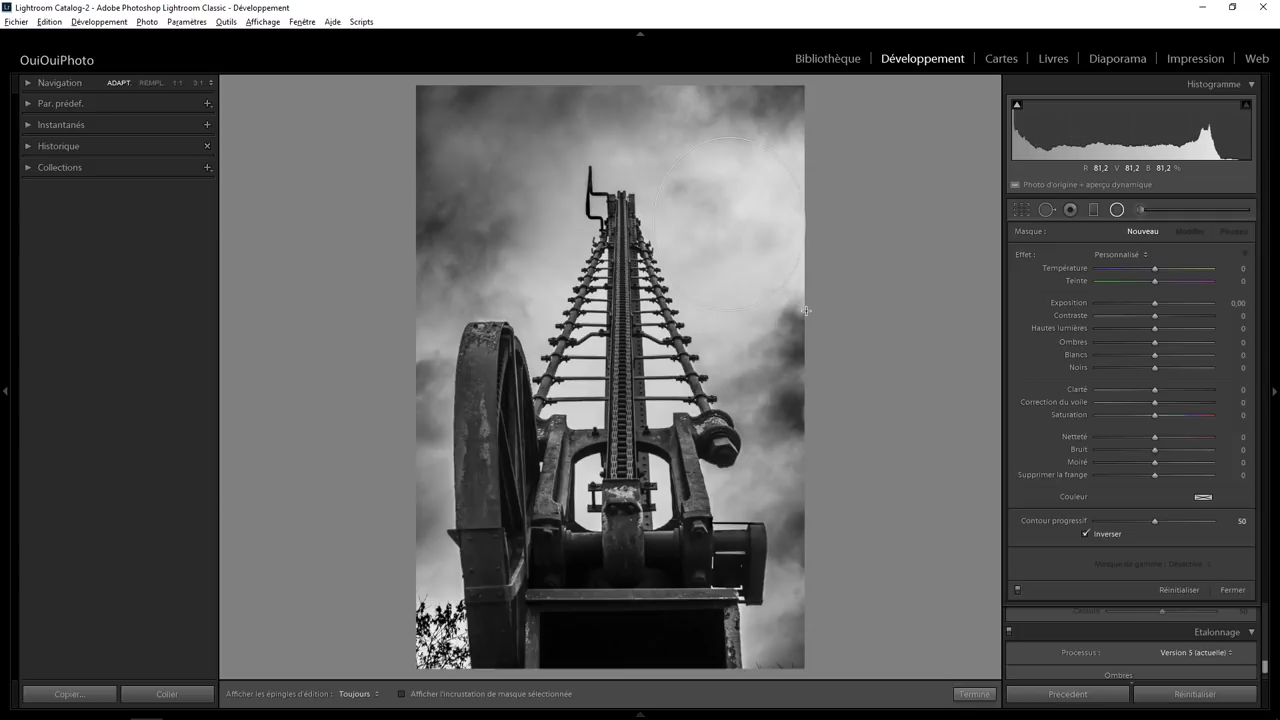 Lightroom Catalog-2 - Adobe Photoshop Lightroom Classic - Développement
Fichier Edition Développement Photo Paramètres Outils Affichage Fenêtre Aide Scripts
OuiOuiPhoto
Bibliothèque Développement Cartes Livres Diaporama Impression Web
Navigation ADAPT. REMPL. 1:1 3:1
Par. prédef.
Instantanés
Historique
Collections
Histogramme
R 81,2 V 81,2 B 81,2 %
Photo d'origine + aperçu dynamique
Masque : Nouveau Modifier Pinceau
Effet : Personnalisé
Température 0
Teinte 0
Exposition 0,00
Contraste 0
Hautes lumières 0
Ombres 0
Blancs 0
Noirs 0
Clarté 0
Correction du voile 0
Saturation 0
Netteté 0
Bruit 0
Moiré 0
Supprimer la frange 0
Couleur
Contour progressif 50
Inverser
Masque de gamme : Désactivé
Réinitialiser Fermer
Etalonnage
Processus : Version 5 (actuelle)
Ombres
Copier... Coller Afficher les épingles d'édition : Toujours Afficher l'incrustation de masque sélectionnée Terminé Précédent Réinitialiser